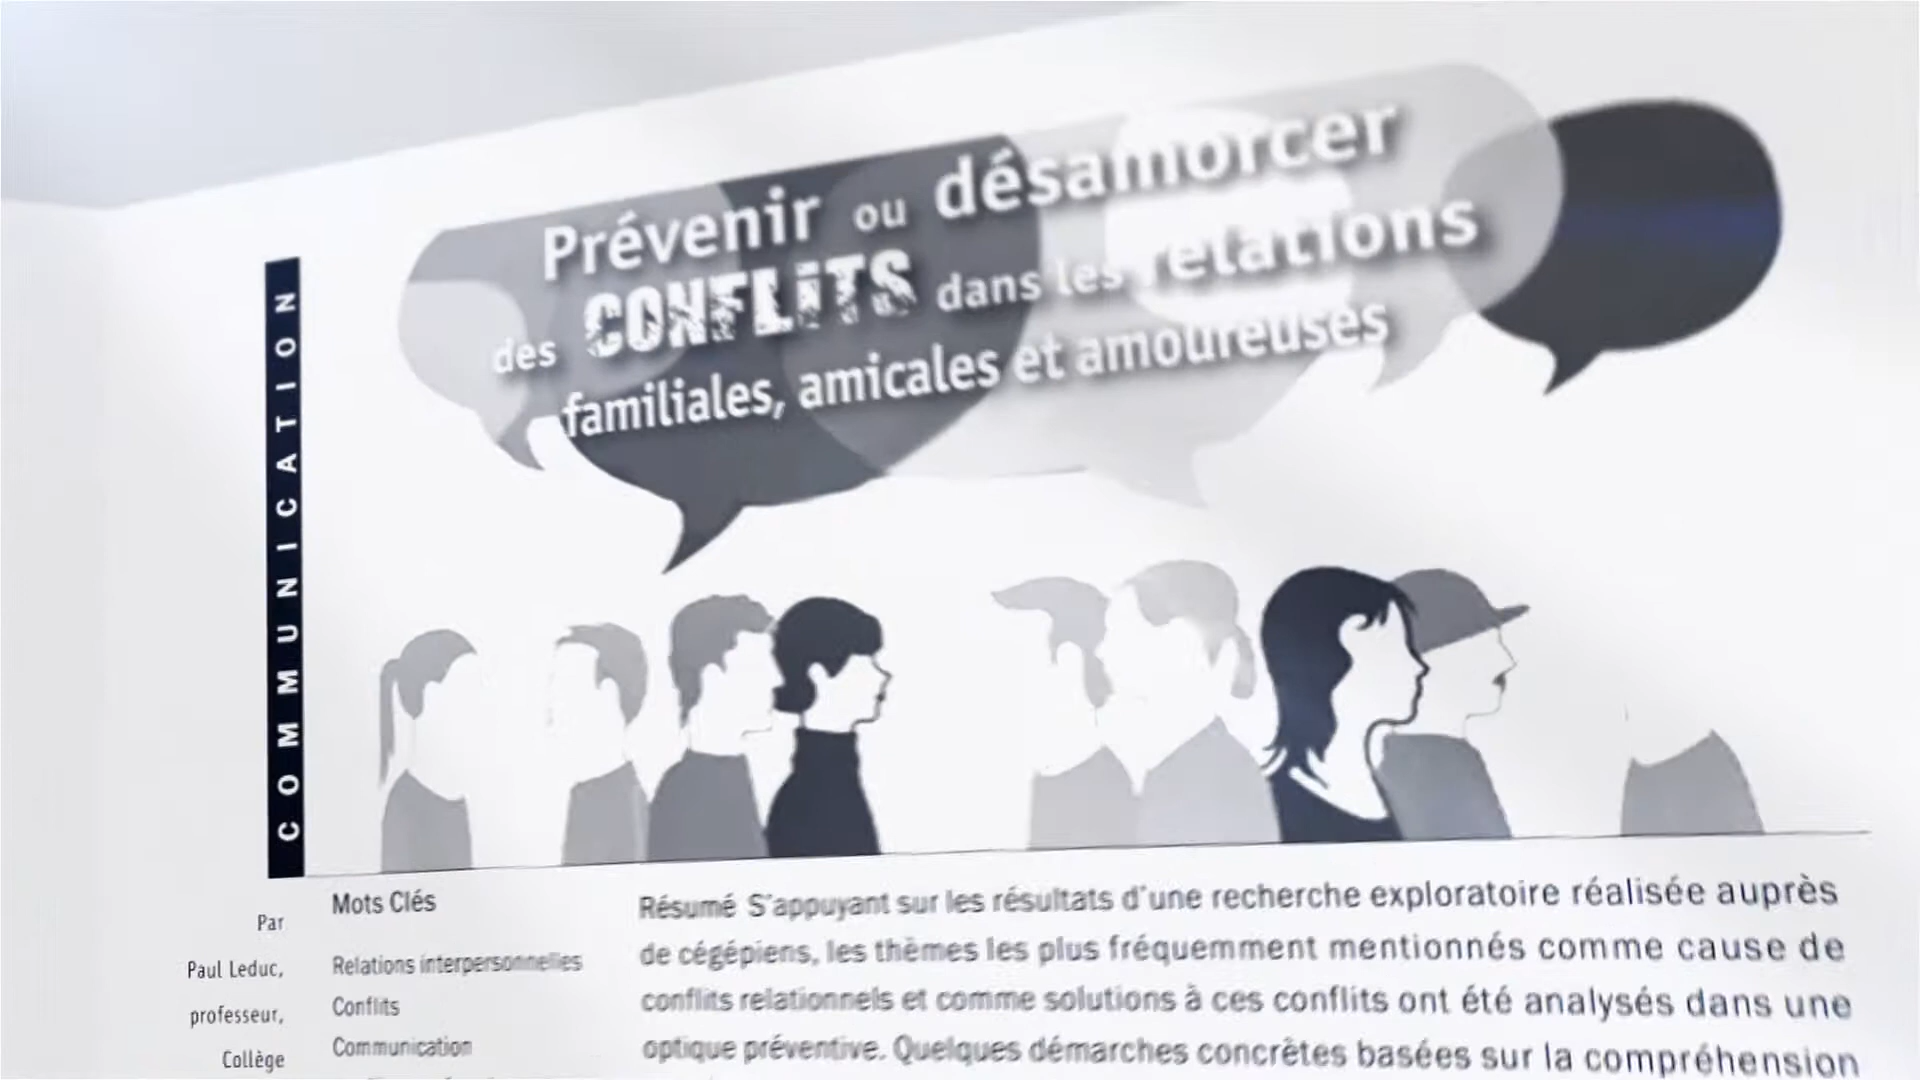 Prévenir ou désamorcer
des CONFLiTS dans les relations
familiales, amicales et amoureuses
COMMUNICATION
Par
Paul Leduc,
professeur,
Collège
Mots Clés
Relations interpersonnelles
Conflits
Communication
Résumé S'appuyant sur les résultats d'une recherche exploratoire réalisée auprès
de cégépiens, les thèmes les plus fréquemment mentionnés comme cause de
conflits relationnels et comme solutions à ces conflits ont été analysés dans une
optique préventive. Quelques démarches concrètes basées sur la compréhension